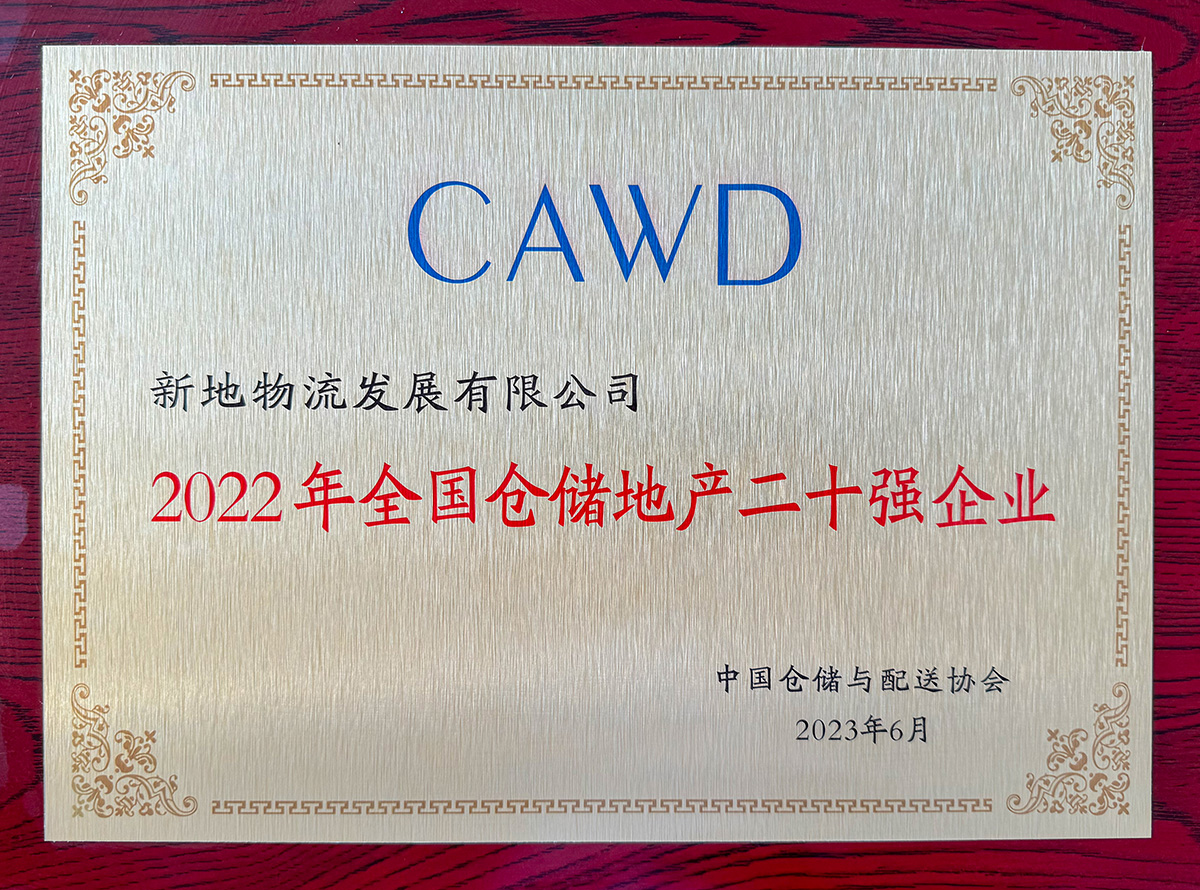 CAWD
新地物流发展有限公司
2022年全国仓储地产二十强企业
中国仓储与配送协会
2023年6月